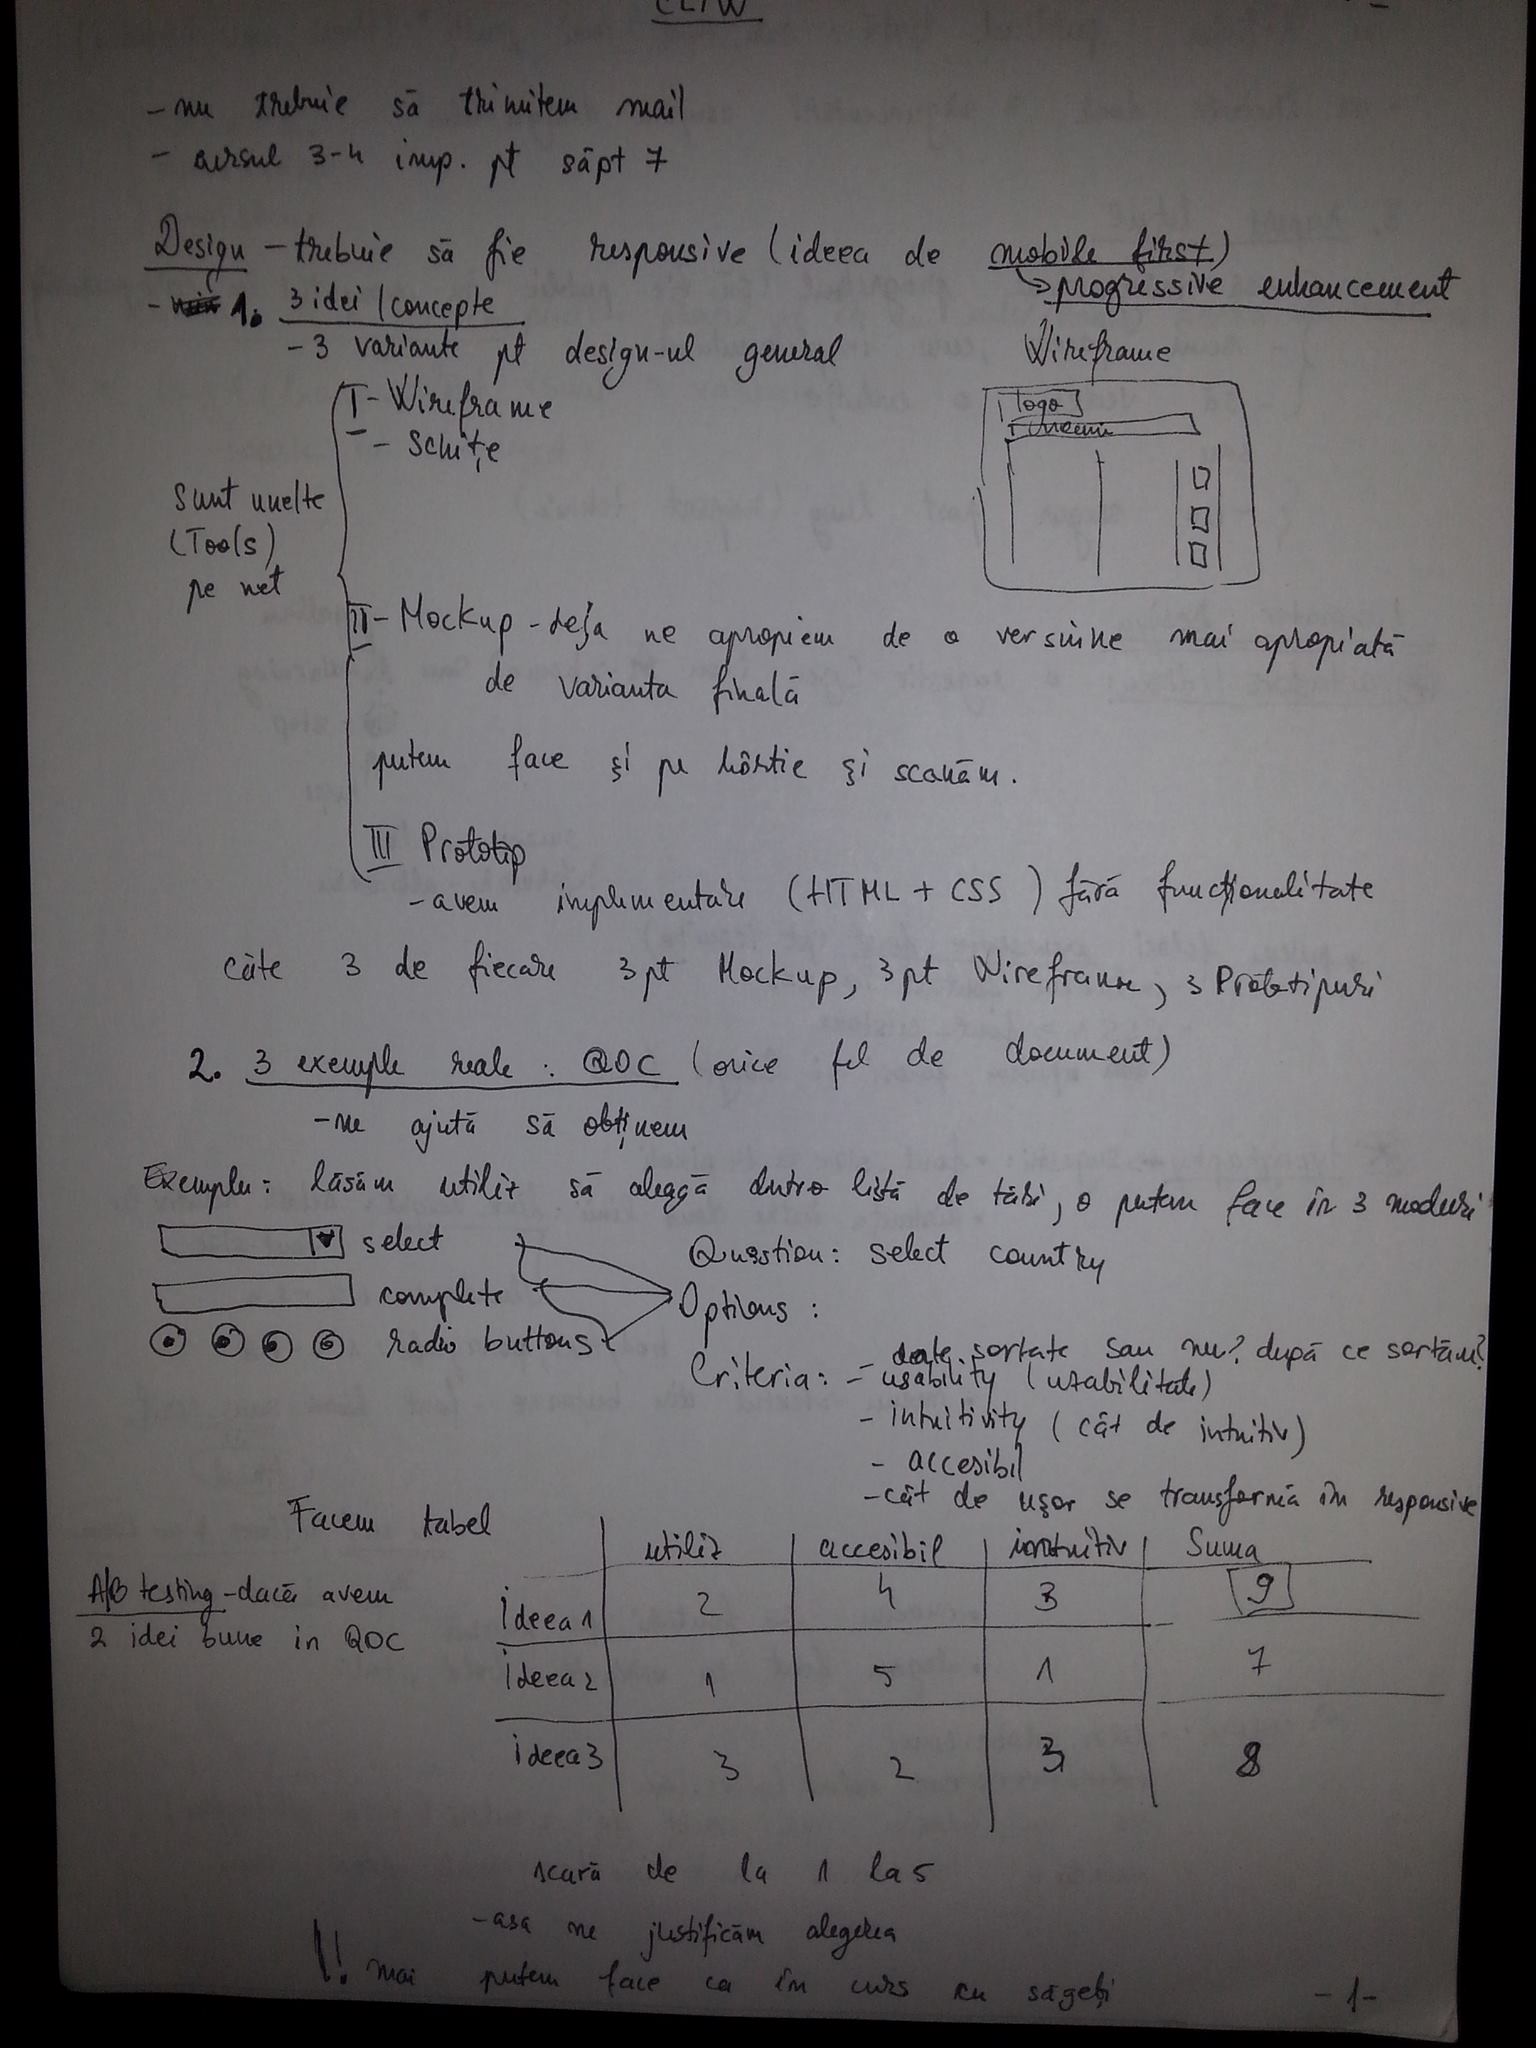 CLIW
- nu trebuie să trimitem mail
- cursul 3-4 imp. pt săpt 7
Design - trebuie să fie responsive (ideea de mobile first)
progressive enhancement
- 1. 3 idei / concepte
- 3 variante pt design-ul general
Wireframe
I - Wireframe
- Schițe
logo
meniu
Sunt unelte
(Tools)
pe net
II - Mockup - deja ne apropiem de o versiune mai apropiată
de varianta finală
putem face și pe hârtie și scanăm.
III Prototip
- avem implementare (HTML + CSS) fără funcționalitate
câte 3 de fiecare 3 pt Mockup, 3 pt Wireframe, 3 Prototipuri
2. 3 exemple reale : QOC (orice fel de document)
- ne ajută să obținem
Exemplu: lăsăm utiliz să aleagă dintr-o listă de țări, o putem face în 3 moduri
select
complete
radio buttons
Question: select country
Options :
Criteria: - date sortate sau nu? după ce sortăm?
- usability (uzabilitate)
- intuitivity (cât de intuitiv)
- accesibil
- cât de ușor se transformă în responsive
Facem tabel
utiliz accesibil intuitiv Suma
ideea 1 2 4 3 9
ideea 2 1 5 1 7
ideea 3 3 2 3 8
A/B testing - dacă avem
2 idei bune in QOC
scară de la 1 la 5
- asa ne justificăm alegerea
!! mai putem face ca în curs cu săgeți
- 1 -